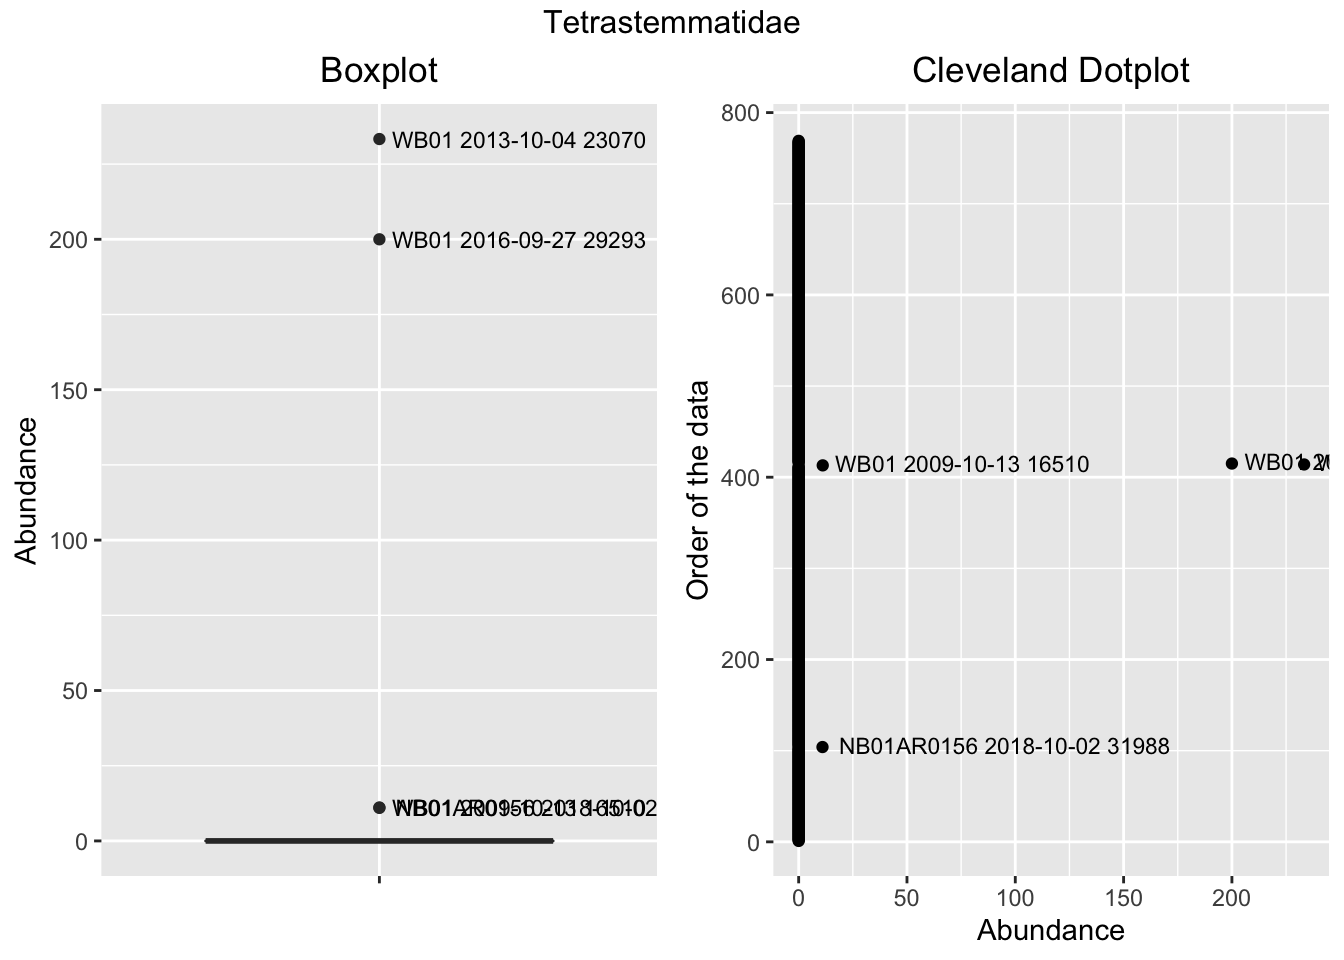 Tetrastemmatidae
Boxplot
Abundance
200
150
100
50
0
WB01 2013-10-04 23070
WB01 2016-09-27 29293
Cleveland Dotplot
Order of the data
800
600
400
200
0
WB01 2009-10-13 16510
WB01
NB01AR0156 2018-10-02 31988
0 50 100 150 200
Abundance